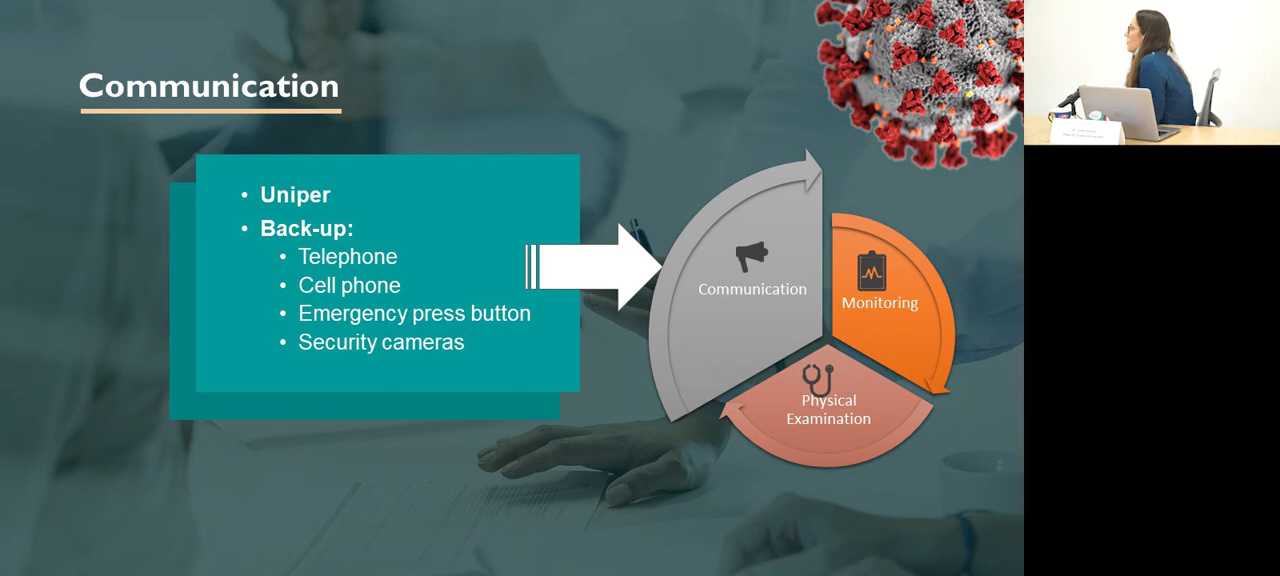 Communication
• Uniper
• Back-up:
• Telephone
• Cell phone
• Emergency press button
• Security cameras
Communication
Monitoring
Physical
Examination